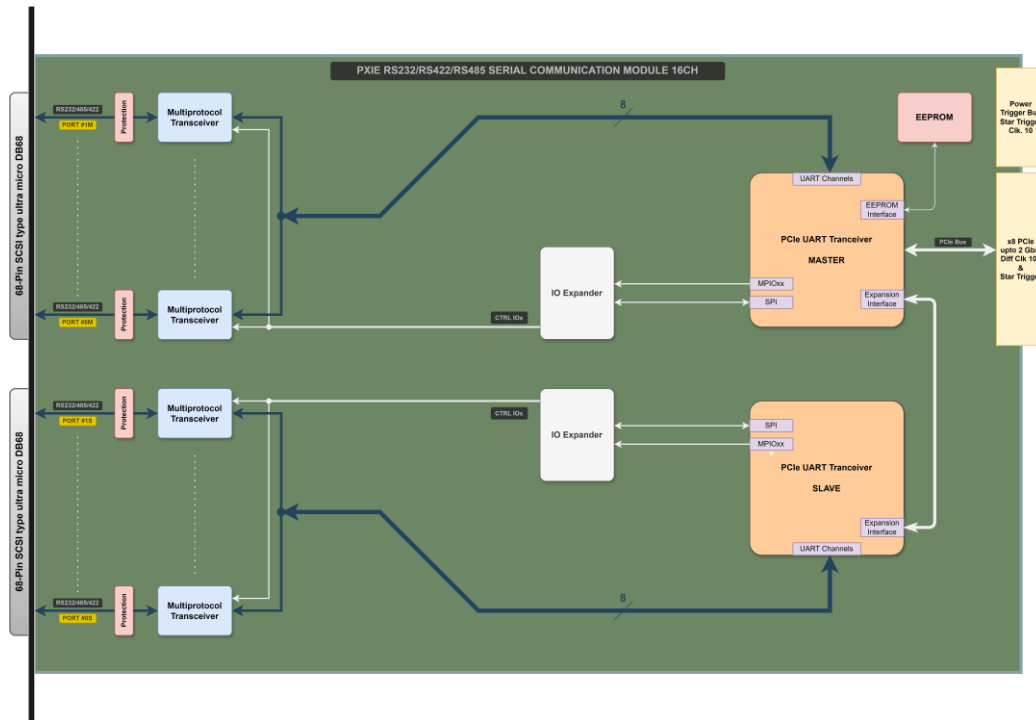 PXIE RS232/RS422/RS485 SERIAL COMMUNICATION MODULE 16CH
68-Pin SCSI type ultra micro DB68
RS232/485/422
PORT #1M
Protection
Multiprotocol
Transceiver
8
EEPROM
Power
Trigger Bu
Star Trigg
Clk. 10
UART Channels
EEPROM
Interface
PCIe UART Tranceiver
MASTER
PCIe Bus
x8 PCIe
upto 2 Gb
Diff Clk 10
&
Star Trigg
IO Expander
MPIOxx
SPI
Expansion
Interface
RS232/485/422
PORT #8M
Protection
Multiprotocol
Transceiver
CTRL IOs
68-Pin SCSI type ultra micro DB68
RS232/485/422
PORT #1S
Protection
Multiprotocol
Transceiver
CTRL IOs
IO Expander
SPI
MPIOxx
PCIe UART Tranceiver
SLAVE
Expansion
Interface
UART Channels
RS232/485/422
Protection
Multiprotocol
Transceiver
8